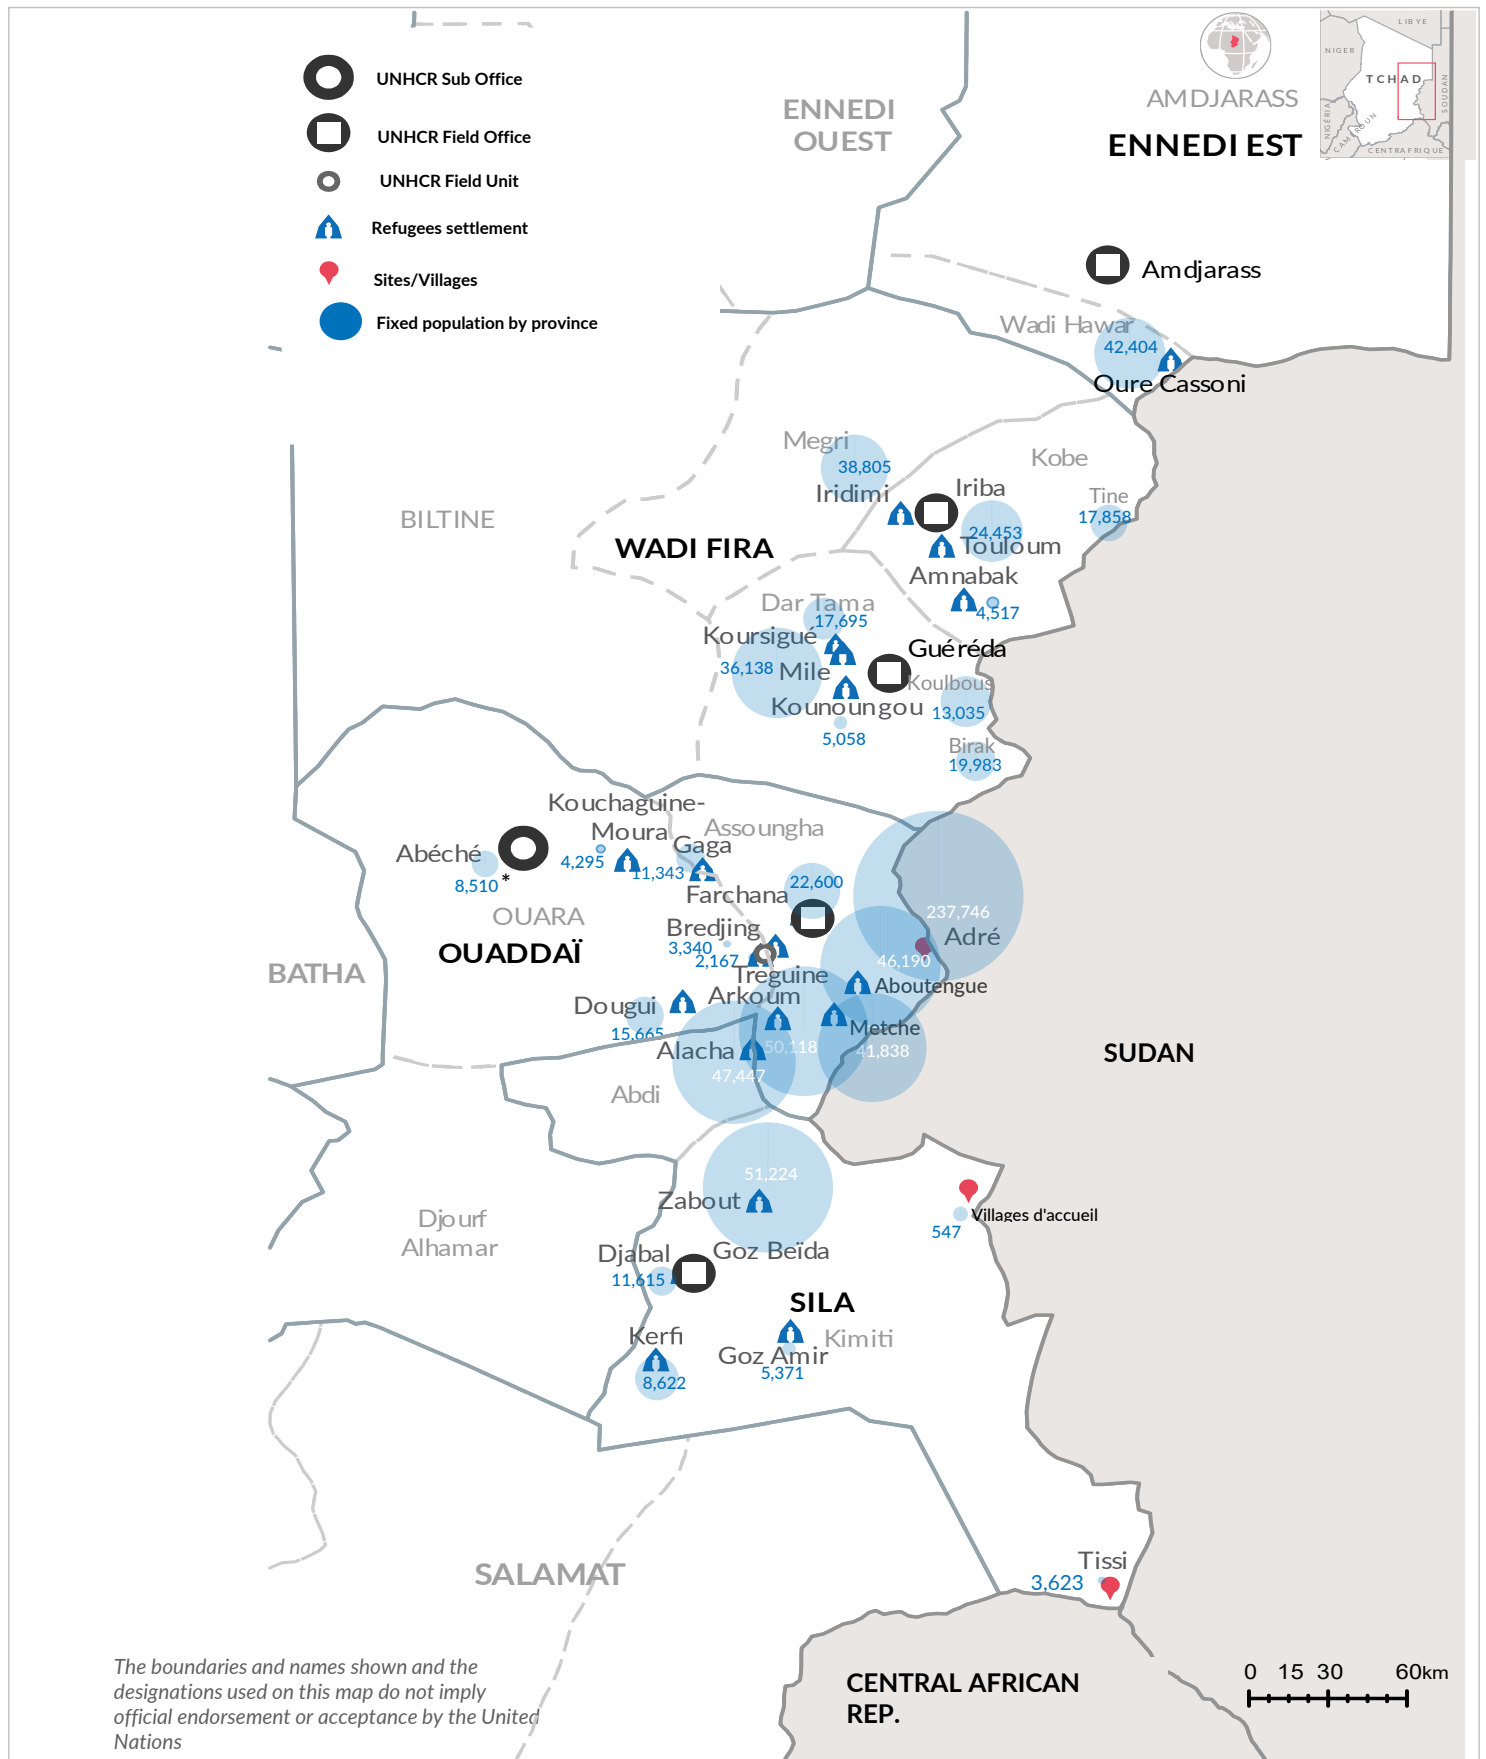 UNHCR Sub Office
UNHCR Field Office
UNHCR Field Unit
Refugees settlement
Sites/Villages
Fixed population by province
ENNEDI
OUEST
AMDJARASS
ENNEDI EST
LIBYE
NIGER
TCHAD
SOUDAN
NIGÉRIA
CAMEROUN
CENTRAFRIQUE
Amdjarass
Wadi Hawar
42,404
Oure Cassoni
Megri
38,805
Iridimi
Iriba
Kobe
Tine
17,858
24,453
Touloum
BILTINE
WADI FIRA
Amnabak
4,517
Dar Tama
17,695
Koursigué
Guéréda
36,138
Mile
Koulbous
Kounoungou
13,035
5,058
Birak
19,983
Kouchaguine-
Moura
Assoungha
Gaga
Abéché
4,295
11,343
8,510
*
22,600
Farchana
OUARA
237,746
Bredjing
Adré
OUADDAÏ
3,340
2,167
46,190
BATHA
Treguine
Aboutengue
Arkoum
Dougui
15,665
Metche
50,118
41,838
Alacha
47,447
SUDAN
Abdi
51,224
Zabout
Villages d'accueil
547
Djourf
Alhamar
Djabal
Goz Beïda
11,615
SILA
Kerfi
Kimiti
Goz Amir
5,371
8,622
SALAMAT
Tissi
3,623
The boundaries and names shown and the
designations used on this map do not imply
official endorsement or acceptance by the United
Nations
CENTRAL AFRICAN
REP.
0 15 30 60km